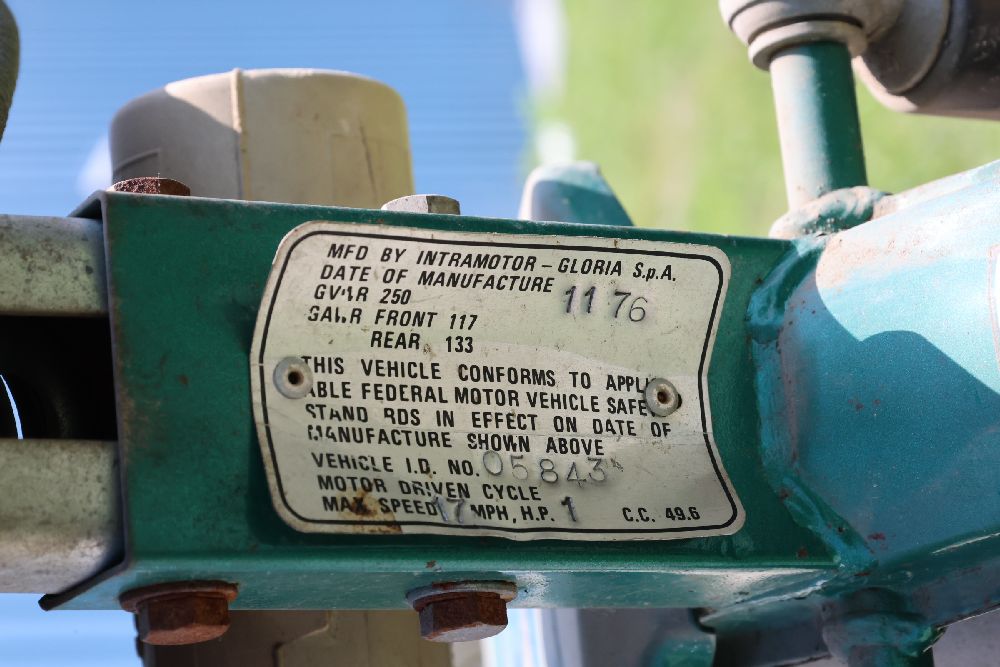 MFD BY INTRAMOTOR – GLORIA S.p.A.
DATE OF MANUFACTURE 11 76
GVWR 250
GAWR FRONT 117
REAR 133
THIS VEHICLE CONFORMS TO APPLI
ABLE FEDERAL MOTOR VEHICLE SAFE
STANDARDS IN EFFECT ON DATE OF
MANUFACTURE SHOWN ABOVE
VEHICLE I.D. NO. 05843
MOTOR DRIVEN CYCLE
MAX SPEED 17 MPH, H.P. 1 C.C. 49.6